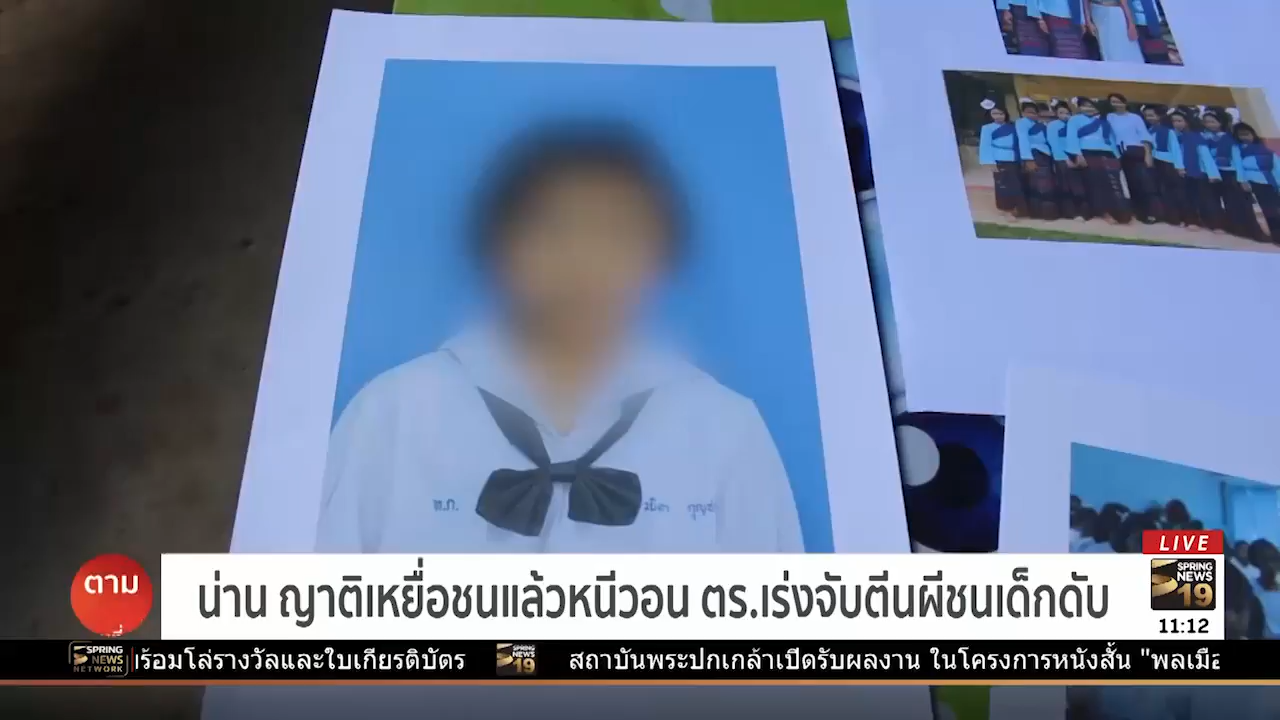 ท.ภ.
LIVE
ตาม
น่าน ญาติเหยื่อชนแล้วหนีวอน ตร.เร่งจับตีนผีชนเด็กดับ
SPRING NEWS 19
11:12
SPRING NEWS NETWORK
ร้อมโล่รางวัลและใบเกียรติบัตร
SPRING NEWS 19
สถาบันพระปกเกล้าเปิดรับผลงาน ในโครงการหนังสั้น "พลเมือ